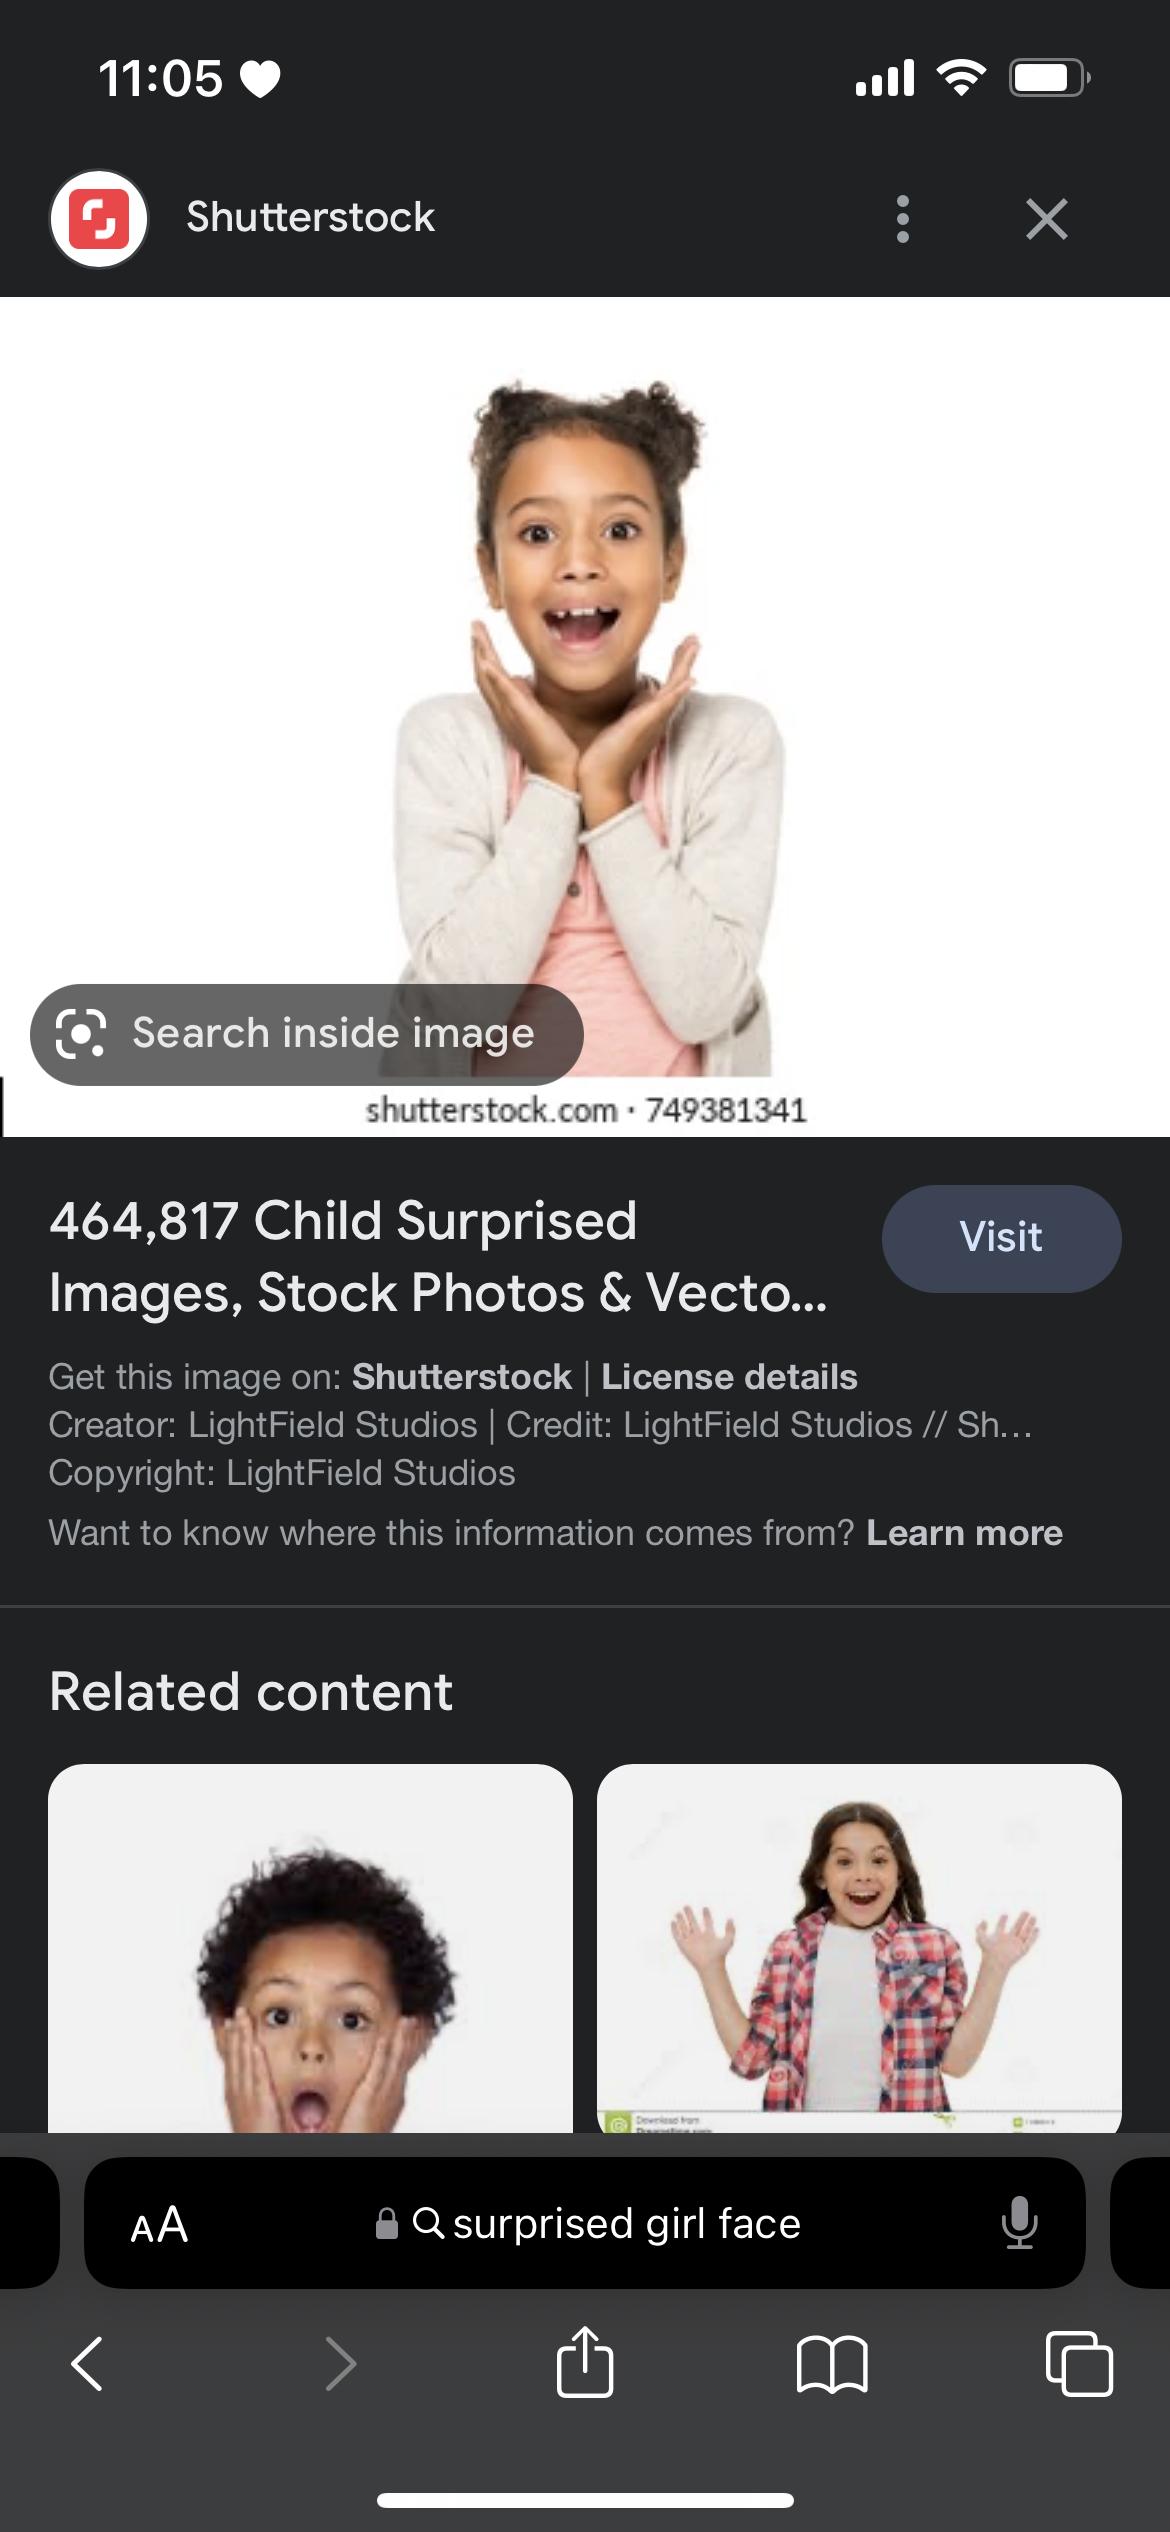 11:05
Shutterstock
Search inside image
shutterstock.com · 749381341
464,817 Child Surprised
Images, Stock Photos & Vecto...
Visit
Get this image on: Shutterstock | License details
Creator: LightField Studios | Credit: LightField Studios // Sh...
Copyright: LightField Studios
Want to know where this information comes from? Learn more
Related content
Download from
AA
surprised girl face